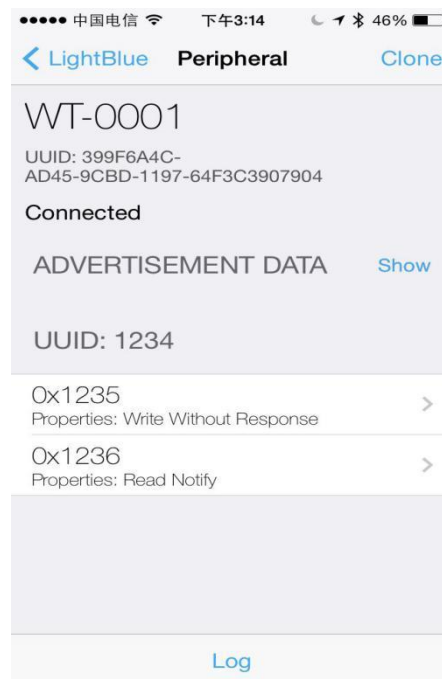 中国电信 下午3:14 46%
LightBlue Peripheral Clone
WT-0001
UUID: 399F6A4C-
AD45-9CBD-1197-64F3C3907904
Connected
ADVERTISEMENT DATA Show
UUID: 1234
0x1235
Properties: Write Without Response
0x1236
Properties: Read Notify
Log